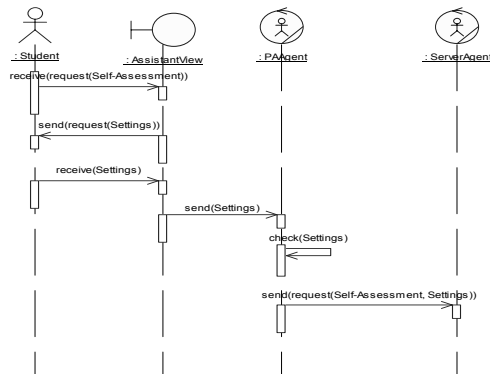 : Student
: AssistantView
: PAAgent
: ServerAgent
receive(request(Self-Assessment))
send(request(Settings))
receive(Settings)
send(Settings)
check(Settings)
send(request(Self-Assessment, Settings))